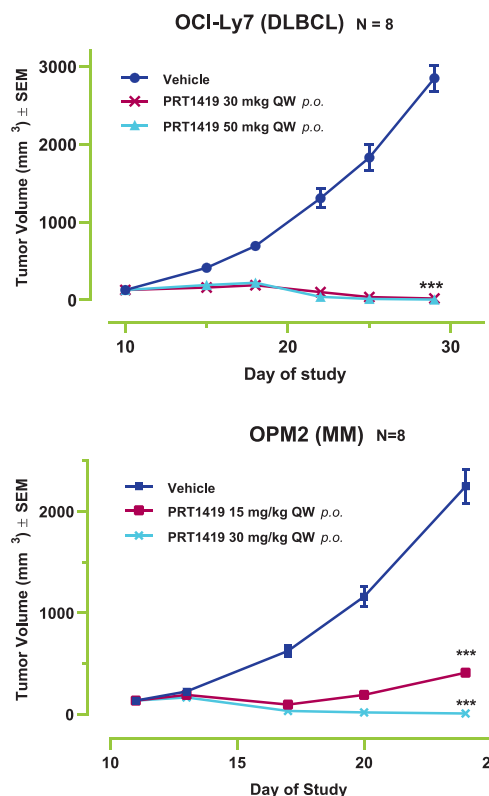 OCI-Ly7 (DLBCL) N = 8
Tumor Volume (mm 3) ± SEM
3000
2000
1000
0
Vehicle
PRT1419 30 mkg QW p.o.
PRT1419 50 mkg QW p.o.
***
10 20 30
Day of study
OPM2 (MM) N=8
Tumor Volume (mm 3) ± SEM
2000
1000
0
Vehicle
PRT1419 15 mg/kg QW p.o.
PRT1419 30 mg/kg QW p.o.
***
***
10 15 20 2
Day of Study